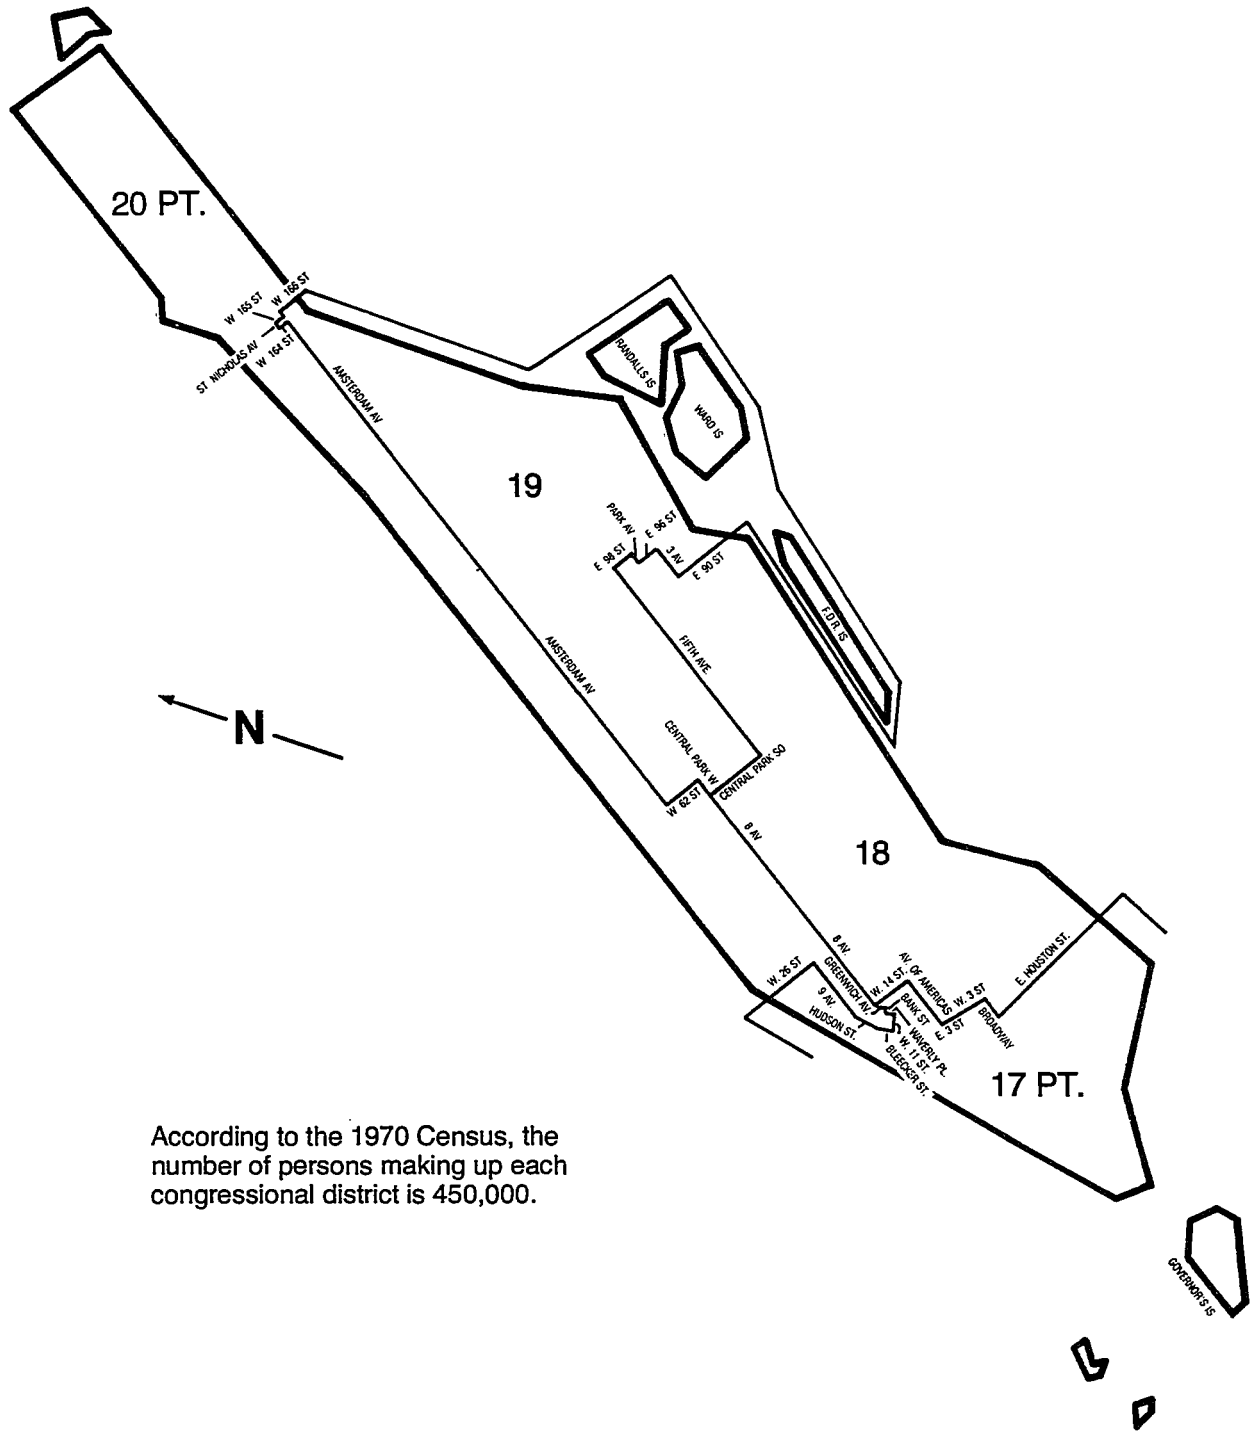 20 PT.
W 166 ST
W 165 ST
ST NICHOLAS AV
W 164 ST
AMSTERDAM AV
RANDALLS IS
WARD IS
19
PARK AV
E 96 ST
E 98 ST
3 AV
E 90 ST
F.D.R. IS
FIFTH AVE
AMSTERDAM AV
N
CENTRAL PARK W
CENTRAL PARK SO
W 62 ST
8 AV
18
8 AV.
W. 26 ST
GREENWICH AV.
W. 14 ST.
AV. OF AMERICAS
W. 3 ST
E. HOUSTON ST.
9 AV.
HUDSON ST.
BANK ST
E 3 ST
BROADWAY
WAVERLY PL.
W. 11 ST.
BLEECKER ST.
17 PT.
According to the 1970 Census, the
number of persons making up each
congressional district is 450,000.
GOVERNOR'S IS